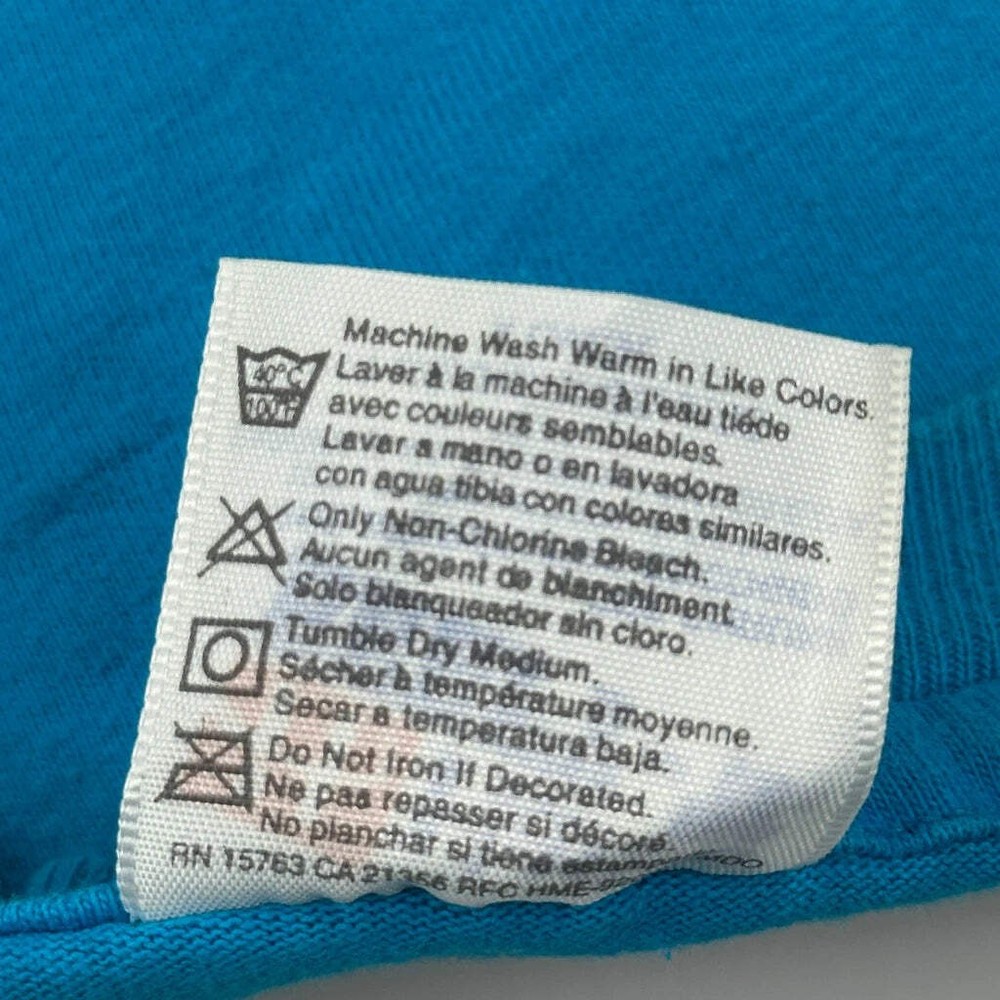 Machine Wash Warm in Like Colors.
40°C
100°F
Laver à la machine à l'eau tiéde
avec couleurs semblables.
Lavar a mano o en lavadora
con agua tibia con colores similares.
Only Non-Chlorine Bleach.
Aucun agent de blanchiment.
Solo blanqueador sin cloro.
Tumble Dry Medium.
Sécher à température moyenne.
Secar a temperatura baja.
Do Not Iron If Decorated.
Ne pas repasser si décoré.
No planchar si tiene
RN 15763 CA 21356 RFC